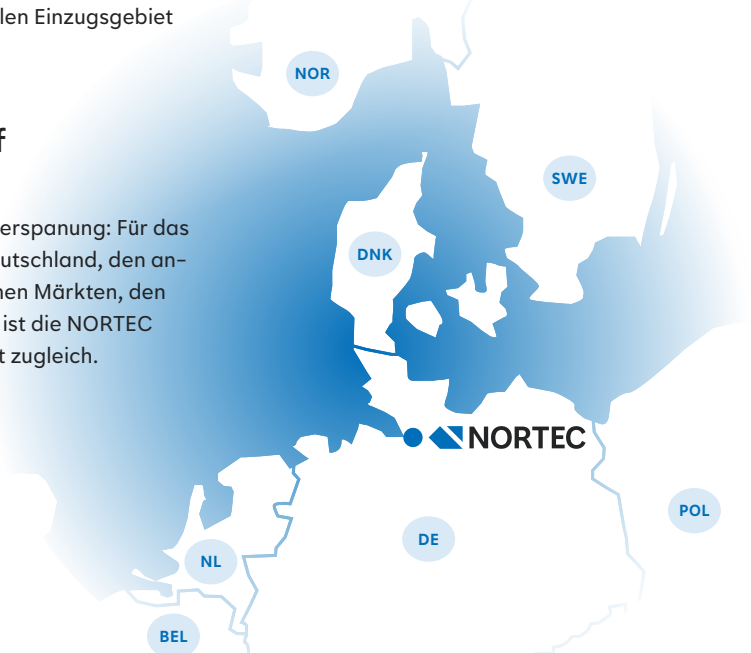 len Einzugsgebiet
f
erspanung: Für das
utschland, den an-
nen Märkten, den
ist die NORTEC
t zugleich.
NOR
SWE
DNK
NORTEC
POL
DE
NL
BEL